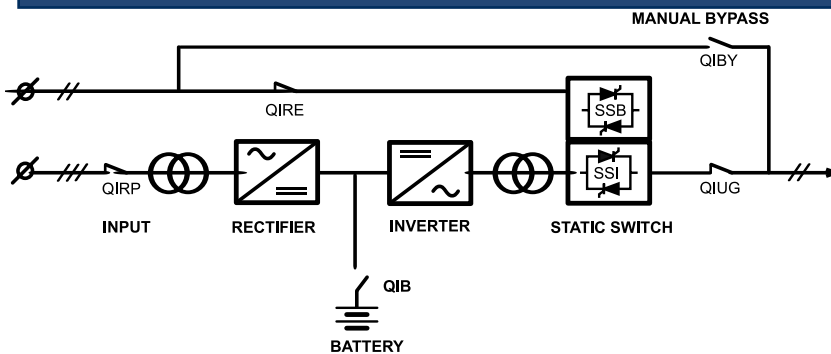 MANUAL BYPASS
QIBY
QIRE
SSB
QIRP
SSI
QIUG
INPUT
RECTIFIER
INVERTER
STATIC SWITCH
QIB
BATTERY